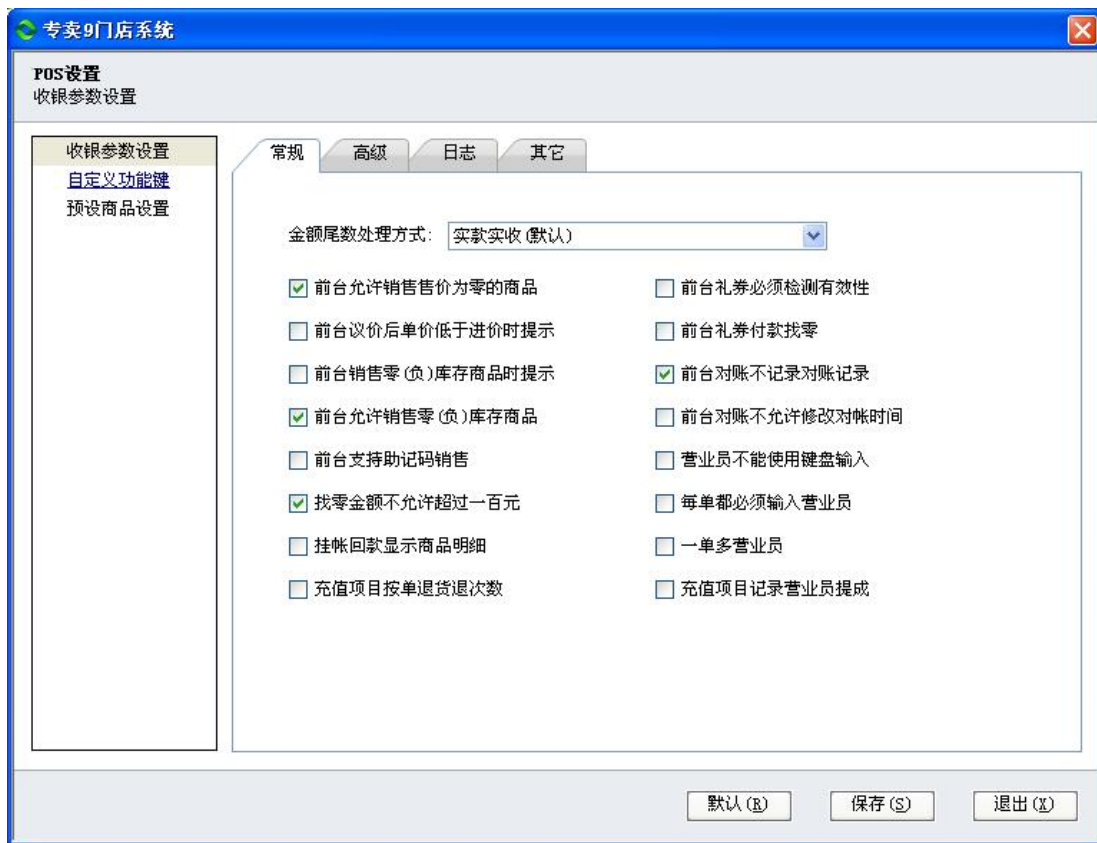 专卖9门店系统
POS设置
收银参数设置
收银参数设置
自定义功能键
预设商品设置
常规 高级 日志 其它
金额尾数处理方式: 实款实收(默认)
前台允许销售售价为零的商品 前台礼券必须检测有效性
前台议价后单价低于进价时提示 前台礼券付款找零
前台销售零(负)库存商品时提示 前台对账不记录对账记录
前台允许销售零(负)库存商品 前台对账不允许修改对帐时间
前台支持助记码销售 营业员不能使用键盘输入
找零金额不允许超过一百元 每单都必须输入营业员
挂帐回款显示商品明细 一单多营业员
充值项目按单退货退次数 充值项目记录营业员提成
默认(R) 保存(S) 退出(X)